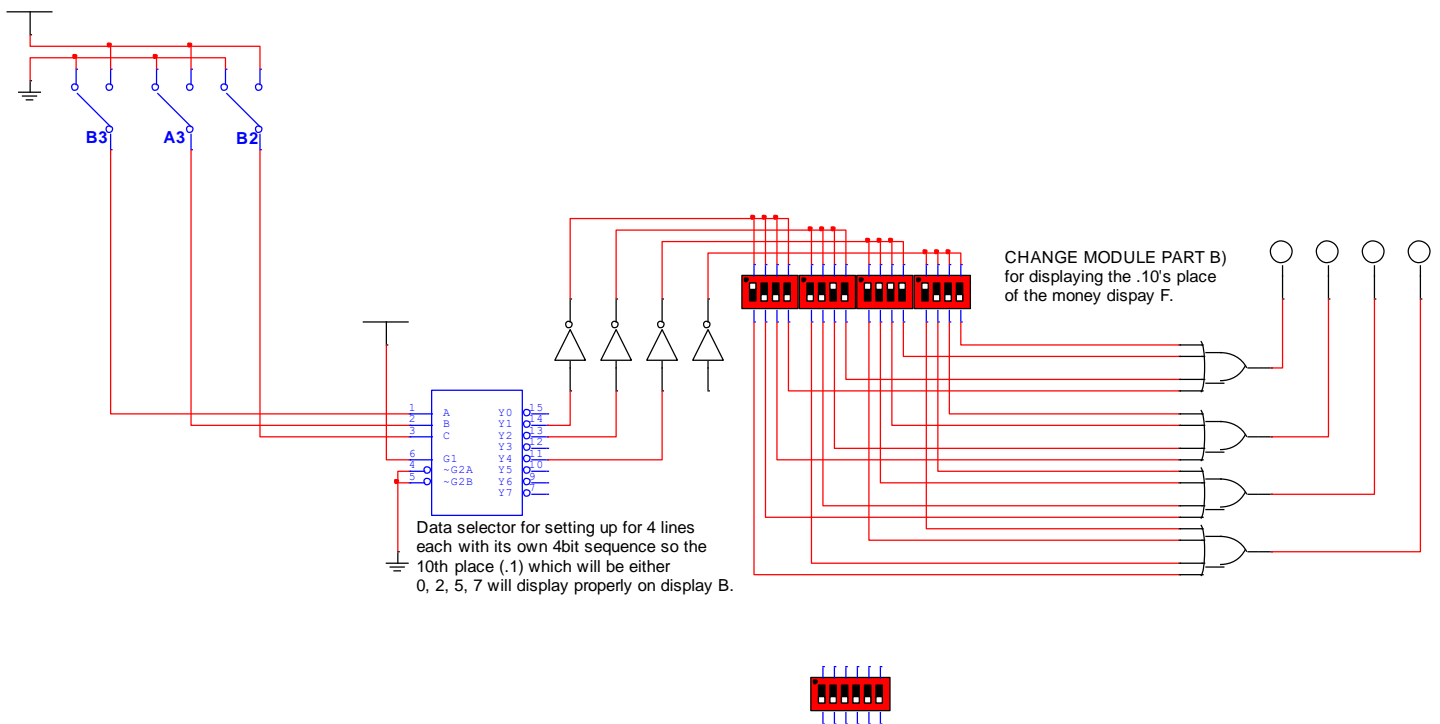 B3 A3 B2
CHANGE MODULE PART B)
for displaying the .10's place
of the money dispay F.
1 A Y0 15
2 B Y1 14
3 C Y2 13
Y3 12
6 G1 Y4 11
4 ~G2A Y5 10
5 ~G2B Y6 9
Y7 7
Data selector for setting up for 4 lines
each with its own 4bit sequence so the
10th place (.1) which will be either
0, 2, 5, 7 will display properly on display B.